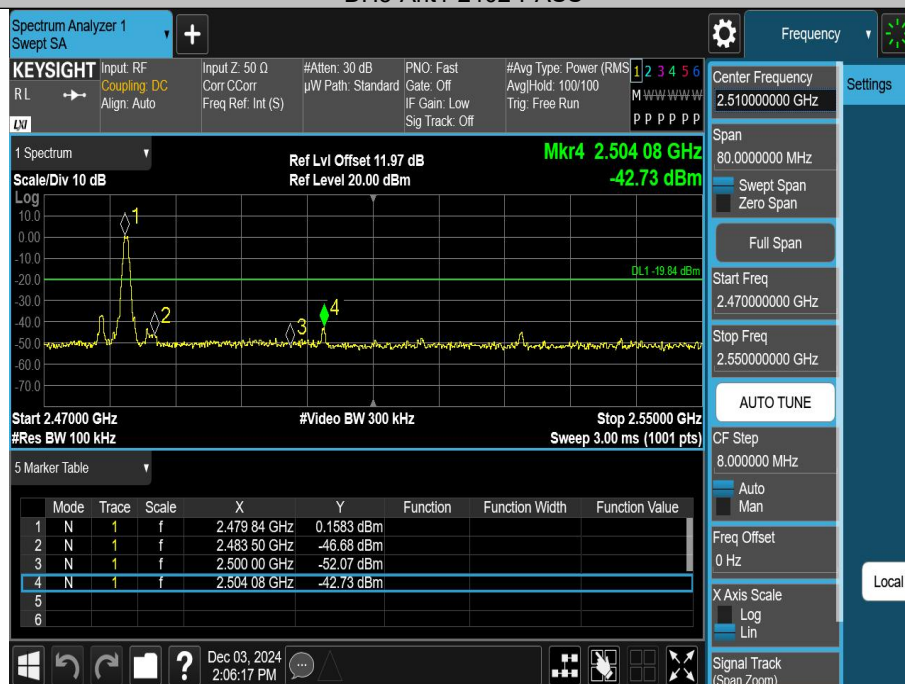 Spectrum Analyzer 1
Swept SA
+
Frequency
KEYSIGHT
RL
LXI
Input: RF
Coupling: DC
Align: Auto
Input Z: 50 Ω
Corr CCorr
Freq Ref: Int (S)
#Atten: 30 dB
µW Path: Standard
PNO: Fast
Gate: Off
IF Gain: Low
Sig Track: Off
#Avg Type: Power (RMS
Avg|Hold: 100/100
Trig: Free Run
1 2 3 4 5 6
M W W W W W
P P P P P P
1 Spectrum
Scale/Div 10 dB
Ref Lvl Offset 11.97 dB
Ref Level 20.00 dBm
Mkr4 2.504 08 GHz
-42.73 dBm
Log
10.0
0.00
-10.0
-20.0
-30.0
-40.0
-50.0
-60.0
-70.0
1
2
3
4
DL1 -19.84 dBm
Start 2.47000 GHz
#Video BW 300 kHz
Stop 2.55000 GHz
#Res BW 100 kHz
Sweep 3.00 ms (1001 pts)
5 Marker Table
Mode Trace Scale X Y Function Function Width Function Value
1 N 1 f 2.479 84 GHz 0.1583 dBm
2 N 1 f 2.483 50 GHz -46.68 dBm
3 N 1 f 2.500 00 GHz -52.07 dBm
4 N 1 f 2.504 08 GHz -42.73 dBm
5
6
?
Dec 03, 2024
2:06:17 PM
Center Frequency
2.510000000 GHz
Settings
Span
80.0000000 MHz
Swept Span
Zero Span
Full Span
Start Freq
2.470000000 GHz
Stop Freq
2.550000000 GHz
AUTO TUNE
CF Step
8.000000 MHz
Auto
Man
Freq Offset
0 Hz
Local
X Axis Scale
Log
Lin
Signal Track
(Span Zoom)